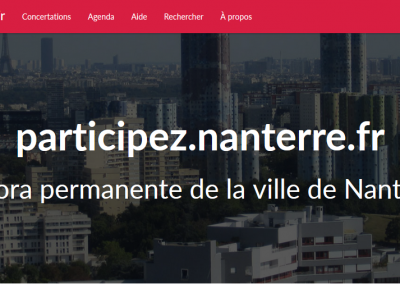 r Concertations Agenda Aide Rechercher À propos
participez.nanterre.fr
ora permanente de la ville de Nant